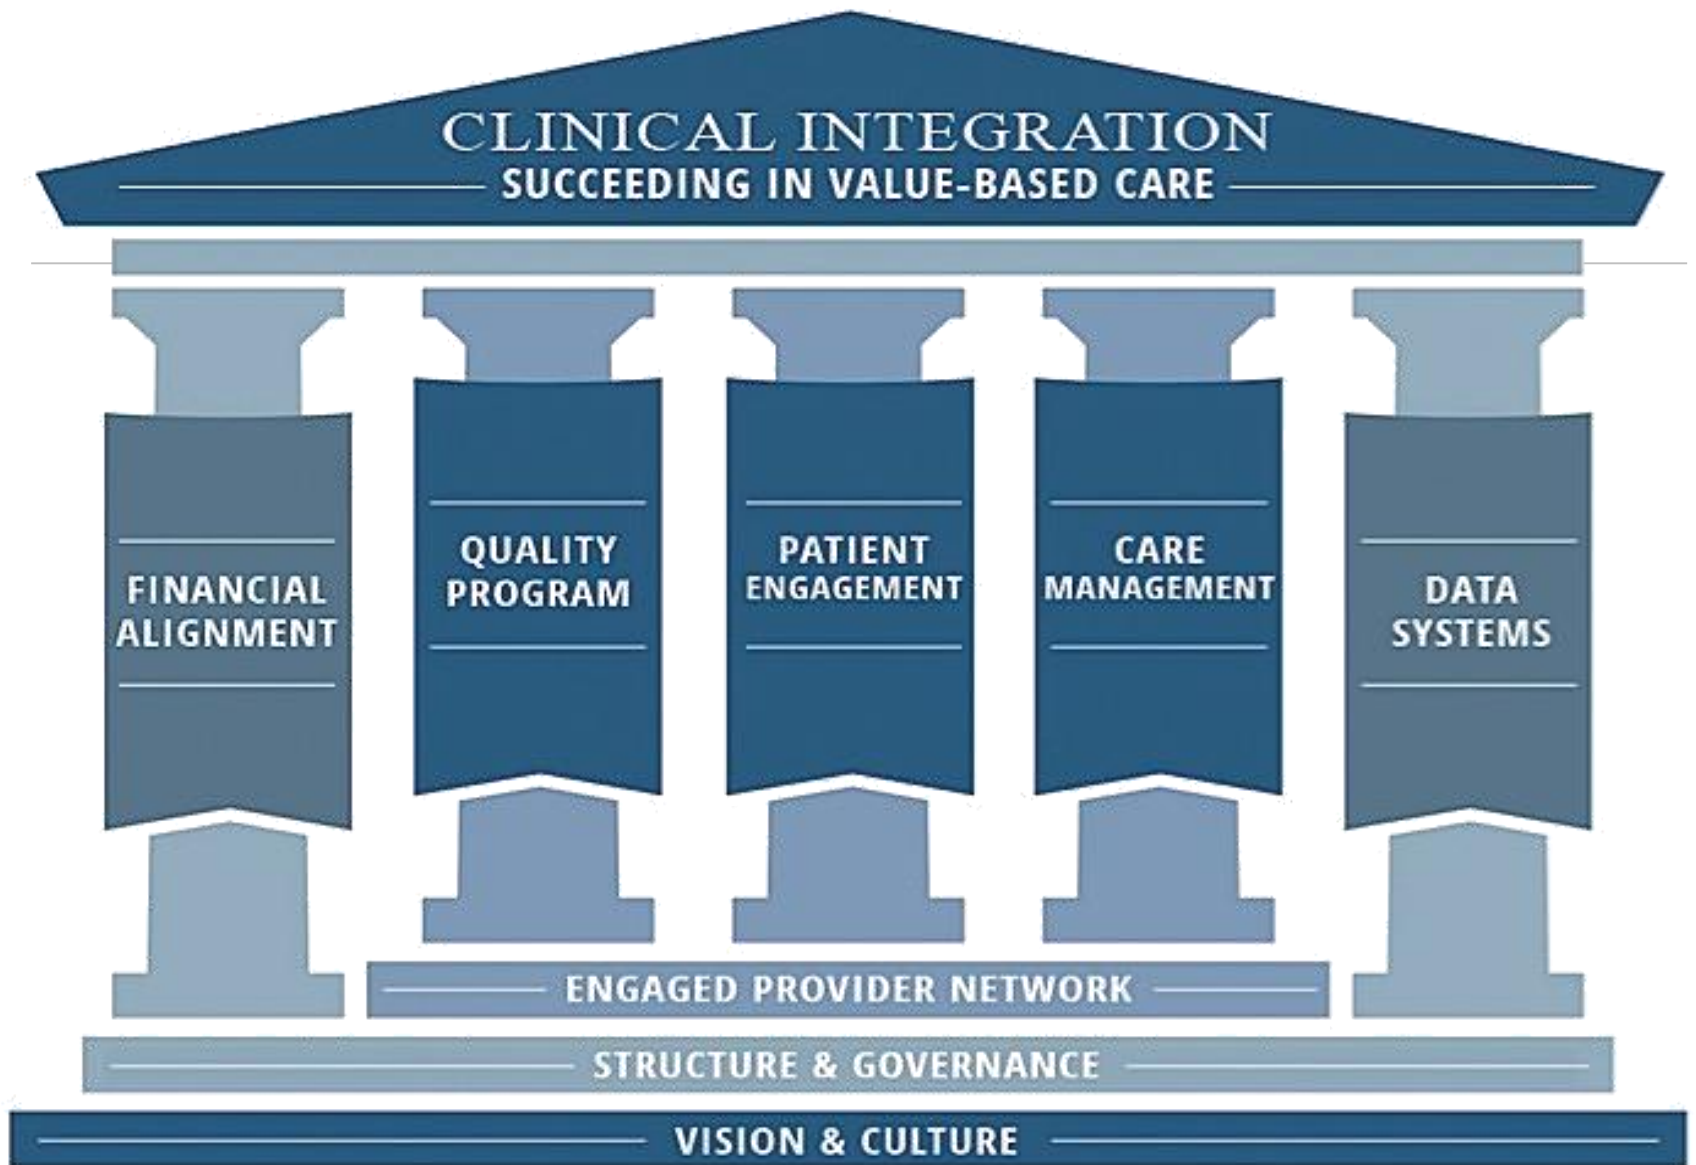 CLINICAL INTEGRATION
SUCCEEDING IN VALUE-BASED CARE
FINANCIAL
ALIGNMENT
QUALITY
PROGRAM
PATIENT
ENGAGEMENT
CARE
MANAGEMENT
DATA
SYSTEMS
ENGAGED PROVIDER NETWORK
STRUCTURE & GOVERNANCE
VISION & CULTURE